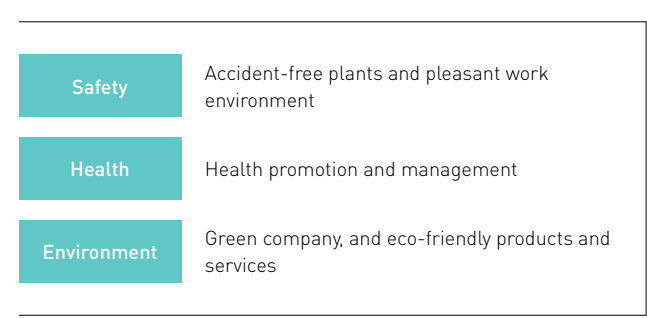 Safety
Accident-free plants and pleasant work
environment
Health
Health promotion and management
Environment
Green company, and eco-friendly products and
services